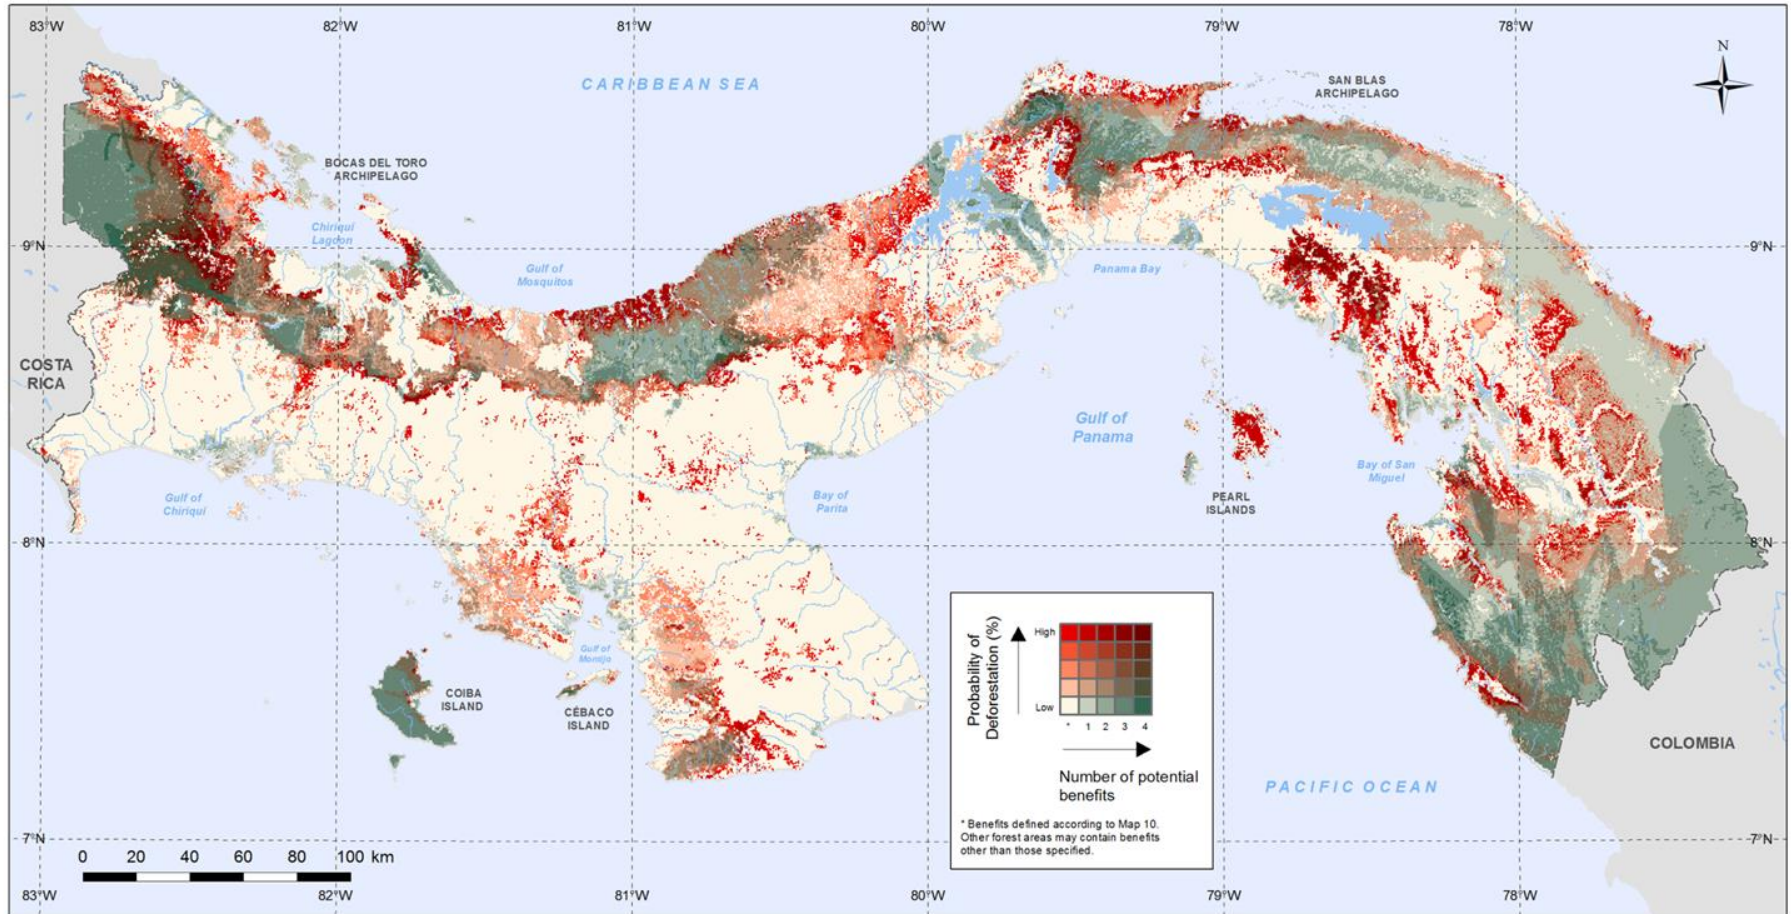 83°W 82°W 81°W 80°W 79°W 78°W
N
CARIBBEAN SEA
SAN BLAS
ARCHIPELAGO
BOCAS DEL TORO
ARCHIPELAGO
Chiriquí
Lagoon
9°N 9°N
Gulf of
Mosquitos
Panama Bay
COSTA
RICA
Gulf of
Panama
Bay of San
Miguel
Gulf of
Chiriquí
Bay of
Parita
PEARL
ISLANDS
8°N 8°N
Gulf of
Montijo
COIBA
ISLAND
CÉBACO
ISLAND
Probability of
Deforestation (%)
High
Low
* 1 2 3 4
Number of potential
benefits
* Benefits defined according to Map 10.
Other forest areas may contain benefits
other than those specified.
COLOMBIA
PACIFIC OCEAN
7°N 7°N
0 20 40 60 80 100 km
83°W 82°W 81°W 80°W 79°W 78°W